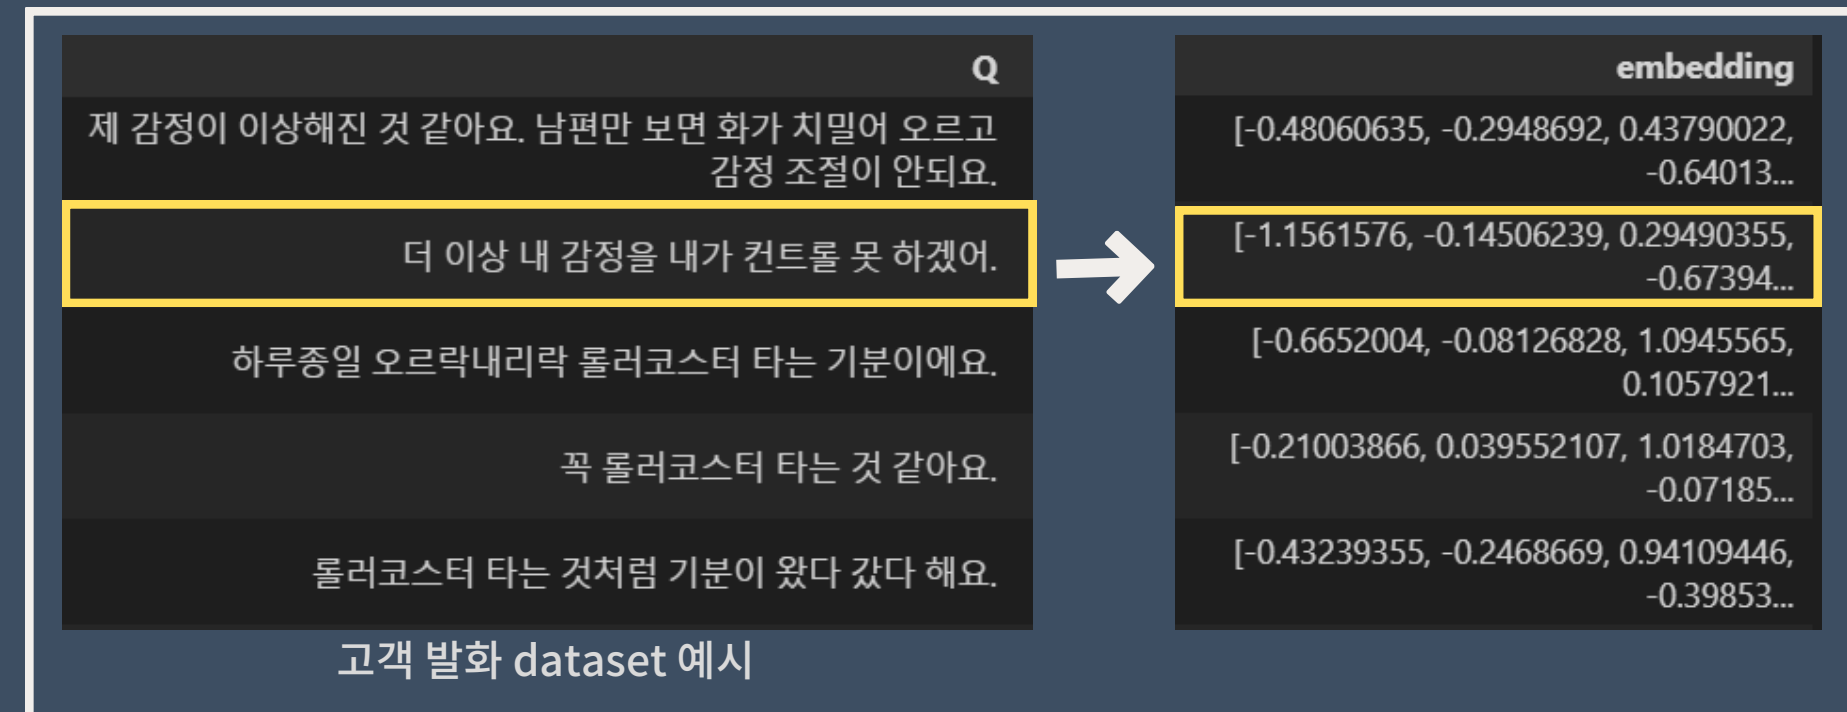 Q
제 감정이 이상해진 것 같아요. 남편만 보면 화가 치밀어 오르고
감정 조절이 안되요.
더 이상 내 감정을 내가 컨트롤 못 하겠어.
하루종일 오르락내리락 롤러코스터 타는 기분이에요.
꼭 롤러코스터 타는 것 같아요.
롤러코스터 타는 것처럼 기분이 왔다 갔다 해요.
고객 발화 dataset 예시
embedding
[-0.48060635, -0.2948692, 0.43790022,
-0.64013...
[-1.1561576, -0.14506239, 0.29490355,
-0.67394...
[-0.6652004, -0.08126828, 1.0945565,
0.1057921...
[-0.21003866, 0.039552107, 1.0184703,
-0.07185...
[-0.43239355, -0.2468669, 0.94109446,
-0.39853...